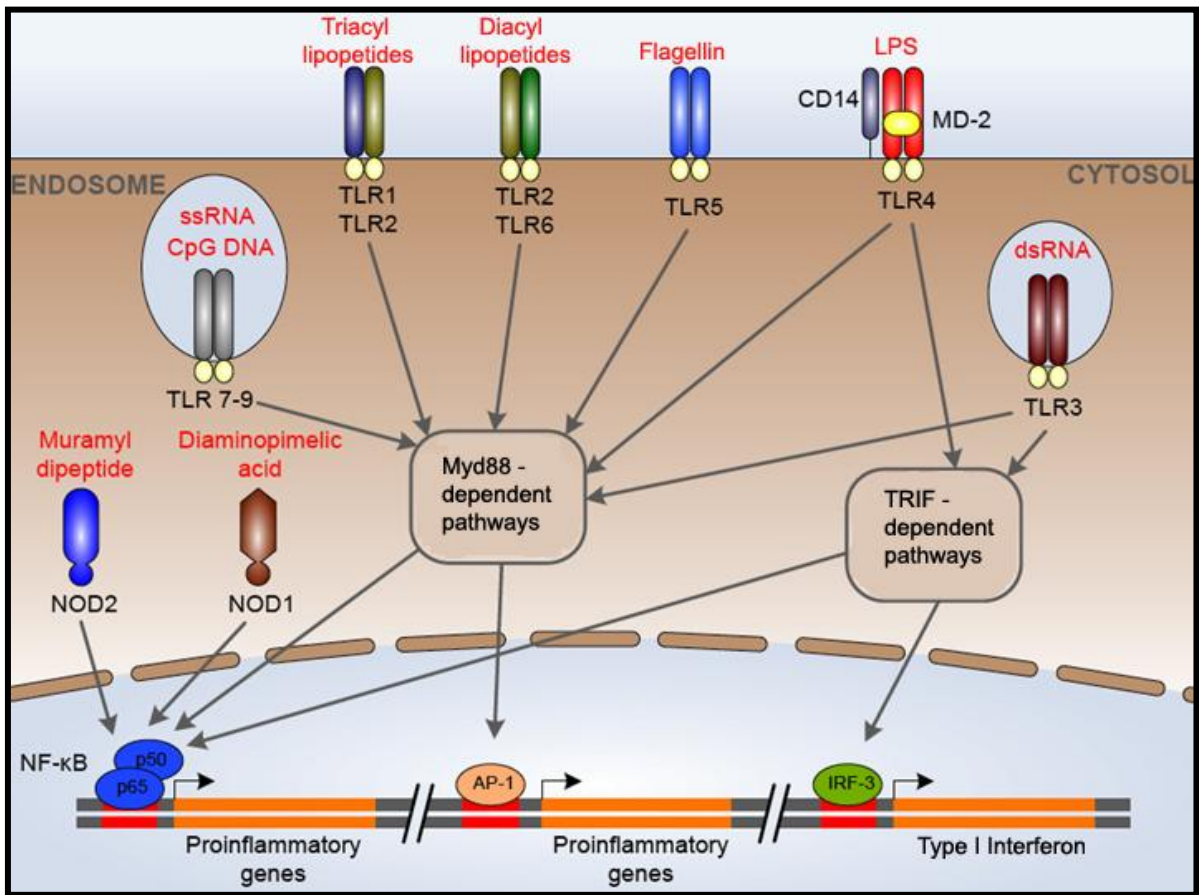 Triacyl
lipopetides
Diacyl
lipopetides
Flagellin
LPS
CD14
MD-2
ENDOSOME
CYTOSOL
TLR1
TLR2
TLR2
TLR6
TLR5
TLR4
ssRNA
CpG DNA
dsRNA
TLR 7-9
TLR3
Muramyl
dipeptide
Diaminopimelic
acid
Myd88 -
dependent
pathways
TRIF -
dependent
pathways
NOD2
NOD1
NF-κB
p50
p65
AP-1
IRF-3
Proinflammatory
genes
Proinflammatory
genes
Type I Interferon